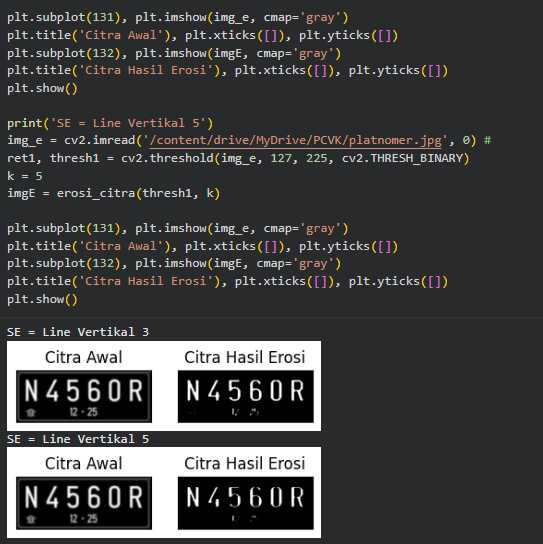 plt.subplot(131), plt.imshow(img_e, cmap='gray')
plt.title('Citra Awal'), plt.xticks([]), plt.yticks([])
plt.subplot(132), plt.imshow(imgE, cmap='gray')
plt.title('Citra Hasil Erosi'), plt.xticks([]), plt.yticks([])
plt.show()
print('SE = Line Vertikal 5')
img_e = cv2.imread('/content/drive/MyDrive/PCVK/platnomer.jpg', 0) #
ret1, thresh1 = cv2.threshold(img_e, 127, 225, cv2.THRESH_BINARY)
k = 5
imgE = erosi_citra(thresh1, k)
plt.subplot(131), plt.imshow(img_e, cmap='gray')
plt.title('Citra Awal'), plt.xticks([]), plt.yticks([])
plt.subplot(132), plt.imshow(imgE, cmap='gray')
plt.title('Citra Hasil Erosi'), plt.xticks([]), plt.yticks([])
plt.show()
SE = Line Vertikal 3
Citra Awal Citra Hasil Erosi
N4560R N4560R
12 · 25
SE = Line Vertikal 5
Citra Awal Citra Hasil Erosi
N4560R N4560R
12 · 25